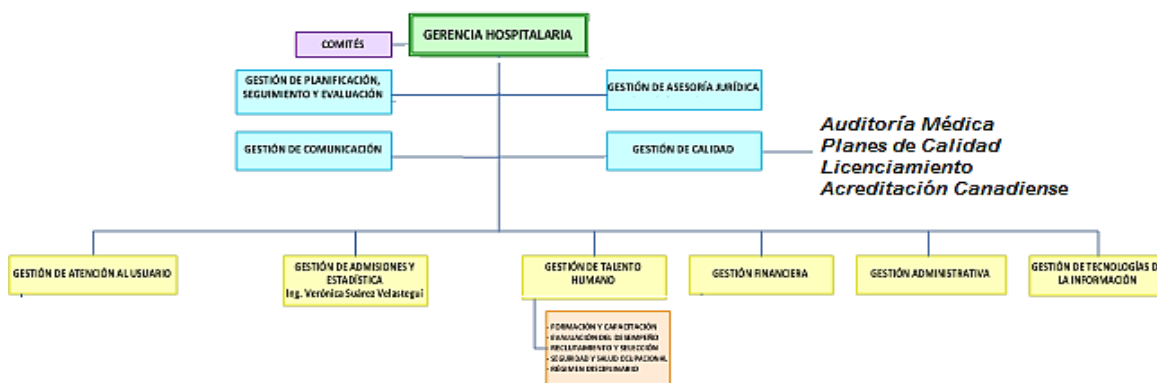 GERENCIA HOSPITALARIA
COMITÉS
GESTIÓN DE PLANIFICACIÓN,
SEGUIMIENTO Y EVALUACIÓN
GESTIÓN DE ASESORÍA JURÍDICA
GESTIÓN DE COMUNICACIÓN
GESTIÓN DE CALIDAD
Auditoría Médica
Planes de Calidad
Licenciamiento
Acreditación Canadiense
GESTIÓN DE ATENCIÓN AL USUARIO
GESTIÓN DE ADMISIONES Y
ESTADÍSTICA
Ing. Verónica Suárez Velastegui
GESTIÓN DE TALENTO
HUMANO
GESTIÓN FINANCIERA
GESTIÓN ADMINISTRATIVA
GESTIÓN DE TECNOLOGÍAS D
LA INFORMACIÓN
- FORMACIÓN Y CAPACITACIÓN
- EVALUACIÓN DEL DESEMPEÑO
- RECLUTAMIENTO Y SELECCIÓN
- SEGURIDAD Y SALUD OCUPACIONAL
- RÉGIMEN DISCIPLINARIO